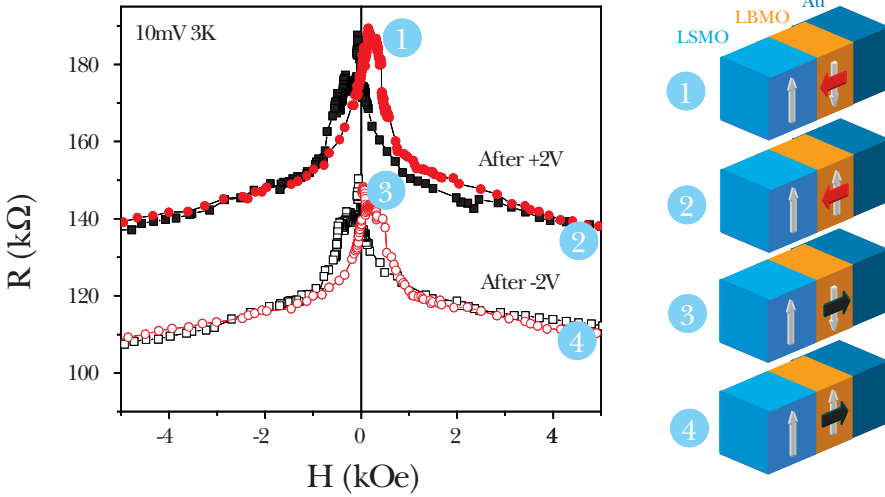 Au
LBMO
LSMO
10mV 3K
1
180
160
After +2V
140
3
2
After -2V
120
4
100
-4
-2
0
2
4
R (kΩ)
H (kOe)
1
2
3
4